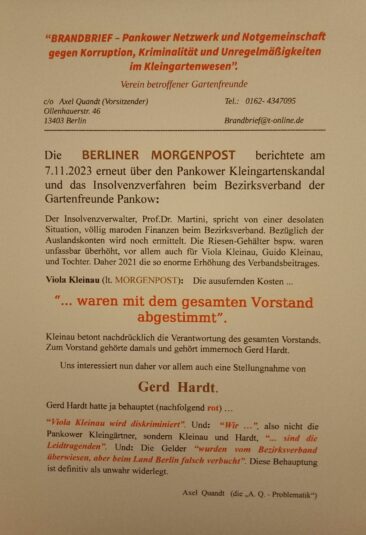 "BRANDBRIEF – Pankower Netzwerk und Notgemeinschaft
gegen Korruption, Kriminalität und Unregelmäßigkeiten
im Kleingartenwesen".
Verein betroffener Gartenfreunde
c/o Axel Quandt (Vorsitzender) Tel.: 0162- 4347095
Ollenhauerstr. 46
13403 Berlin Brandbrief@t-online.de
Die BERLINER MORGENPOST berichtete am
7.11.2023 erneut über den Pankower Kleingartenskandal
und das Insolvenzverfahren beim Bezirksverband der
Gartenfreunde Pankow:
Der Insolvenzverwalter, Prof.Dr. Martini, spricht von einer desolaten
Situation, völlig maroden Finanzen beim Bezirksverband. Bezüglich der
Auslandskonten wird noch ermittelt. Die Riesen-Gehälter bspw. waren
unfassbar überhöht, vor allem auch für Viola Kleinau, Guido Kleinau,
und Tochter. Daher 2021 die so enorme Erhöhung des Verbandsbeitrages.
Viola Kleinau (lt. MORGENPOST): Die ausufernden Kosten ...
"... waren mit dem gesamten Vorstand
abgestimmt".
Kleinau betont nachdrücklich die Verantwortung des gesamten Vorstands.
Zum Vorstand gehörte damals und gehört immernoch Gerd Hardt.
Uns interessiert nun daher vor allem auch eine Stellungnahme von
Gerd Hardt.
Gerd Hardt hatte ja behauptet (nachfolgend rot) ...
"Viola Kleinau wird diskriminiert". Und: "Wir ...", also nicht die
Pankower Kleingärtner, sondern Kleinau und Hardt, "... sind die
Leidtragenden". Und: Die Gelder "wurden vom Bezirksverband
überwiesen, aber beim Land Berlin falsch verbucht". Diese Behauptung
ist definitiv als unwahr widerlegt.
Axel Quandt (die „A. Q. - Problematik")